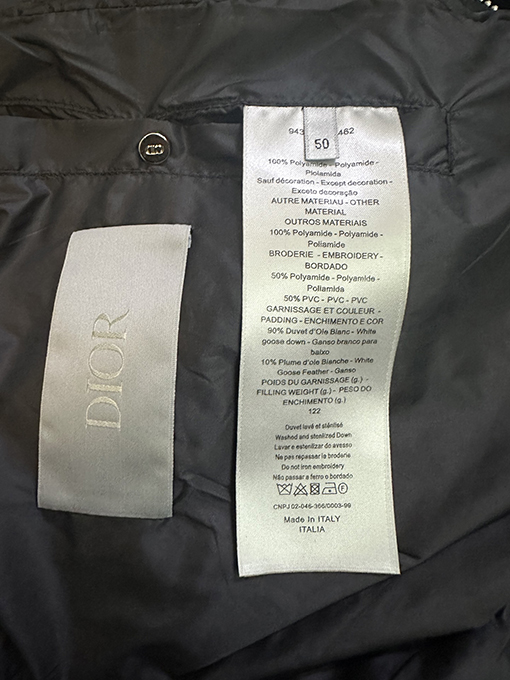 943 462
50
100% Polyamide - Polyamide -
Piolamida
Sauf décoration - Except decoration -
Exceto decoração
AUTRE MATERIAU - OTHER
MATERIAL
OUTROS MATERIAIS
100% Polyamide - Polyamide -
Poliamide
BRODERIE - EMBROIDERY -
BORDADO
50% Polyamide - Polyamide -
Poliamida
50% PVC - PVC - PVC
GARNISSAGE ET COULEUR -
PADDING - ENCHIMENTO E COR
90% Duvet d'Oie Blanc - White
goose down - Ganso branco para
baixo
10% Plume d'oie Blanche - White
Goose Feather - Ganso
POIDS DU GARNISSAGE (g.) -
FILLING WEIGHT (g.) - PESO DO
ENCHIMENTO (g.)
122
Duvet lavé et stérilisé
Washed and sterilized Down
Lavar e esterilizar do avesso
Ne pas repasser la broderie
Do not iron embroidery
Não passar a ferro o bordado
CNPJ 02-046-366/0003-99
Made In ITALY
ITALIA
DIOR